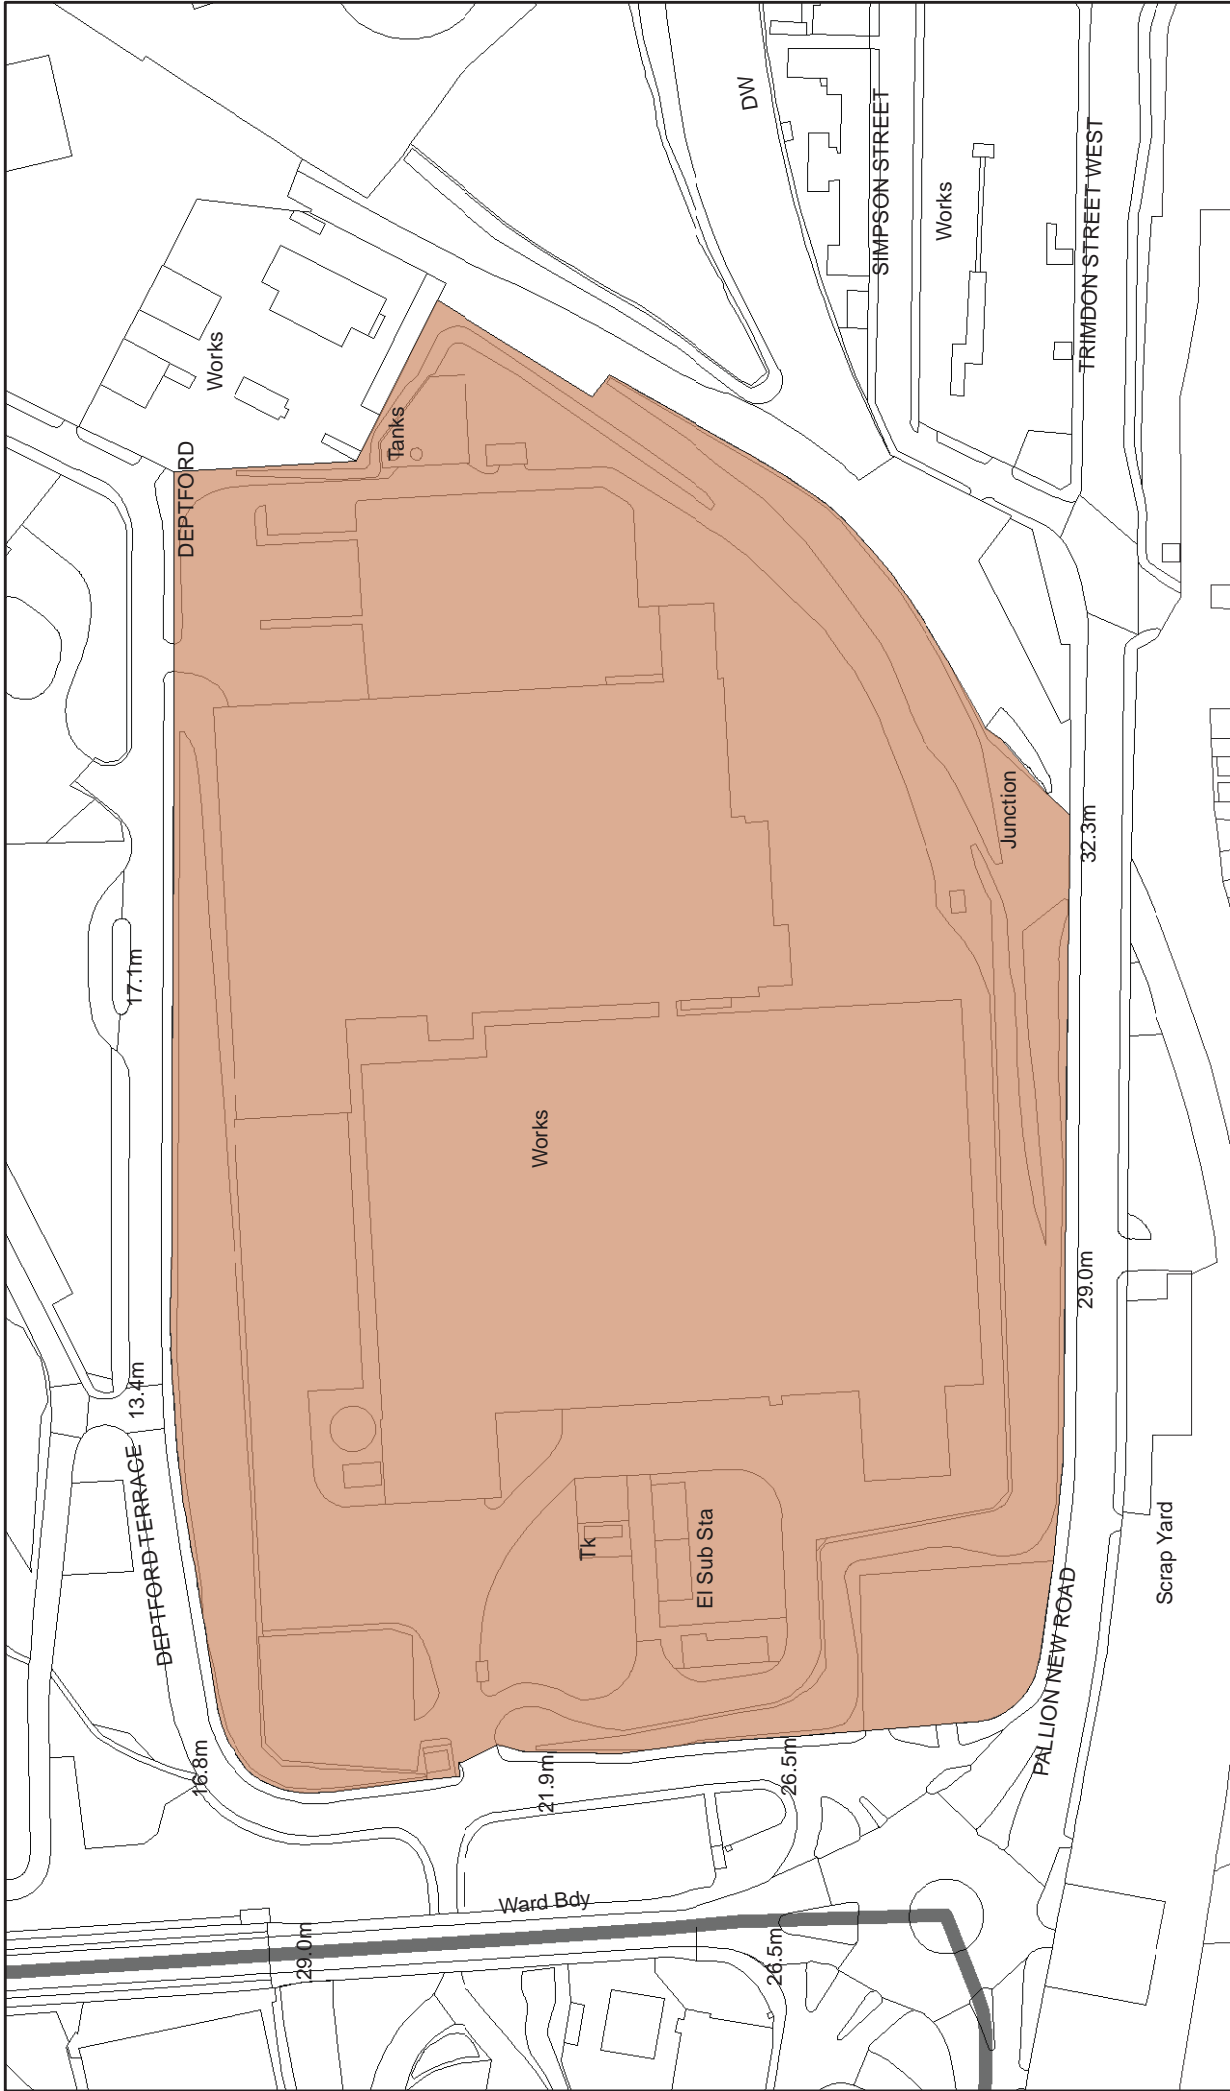 DW
SIMPSON STREET
Works
TRIMDON STREET WEST
Works
Tanks
DEPTFORD
Junction
32.3m
17.1m
Works
29.0m
13.4m
DEPTFORD TERRACE
Tk
El Sub Sta
Scrap Yard
PALLION NEW ROAD
16.8m
21.9m
26.5m
Ward Bdy
29.0m
26.5m